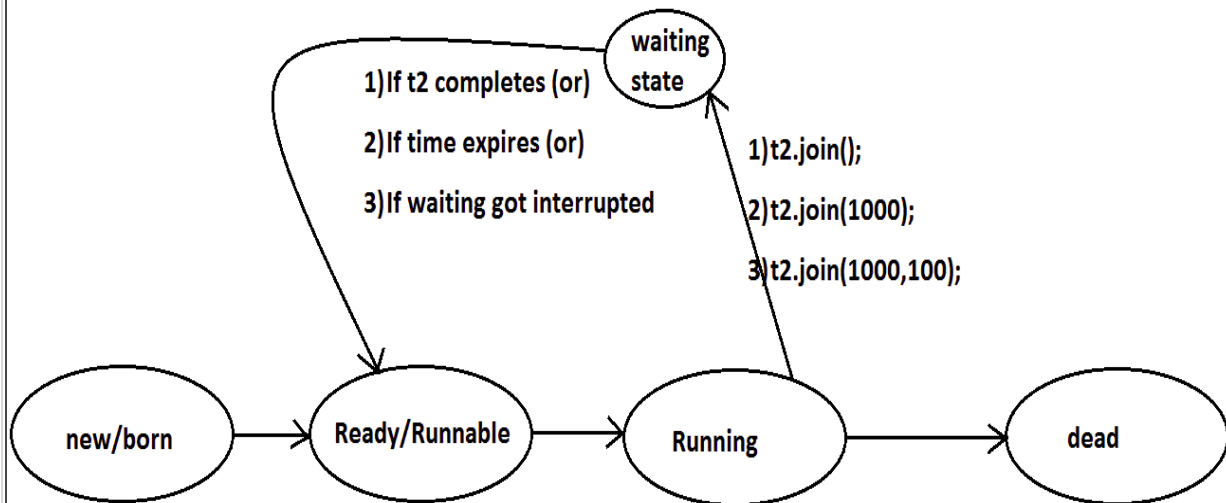 waiting
state
1)If t2 completes (or)
2)If time expires (or)
3)If waiting got interrupted
1)t2.join();
2)t2.join(1000);
3)t2.join(1000,100);
new/born
Ready/Runnable
Running
dead